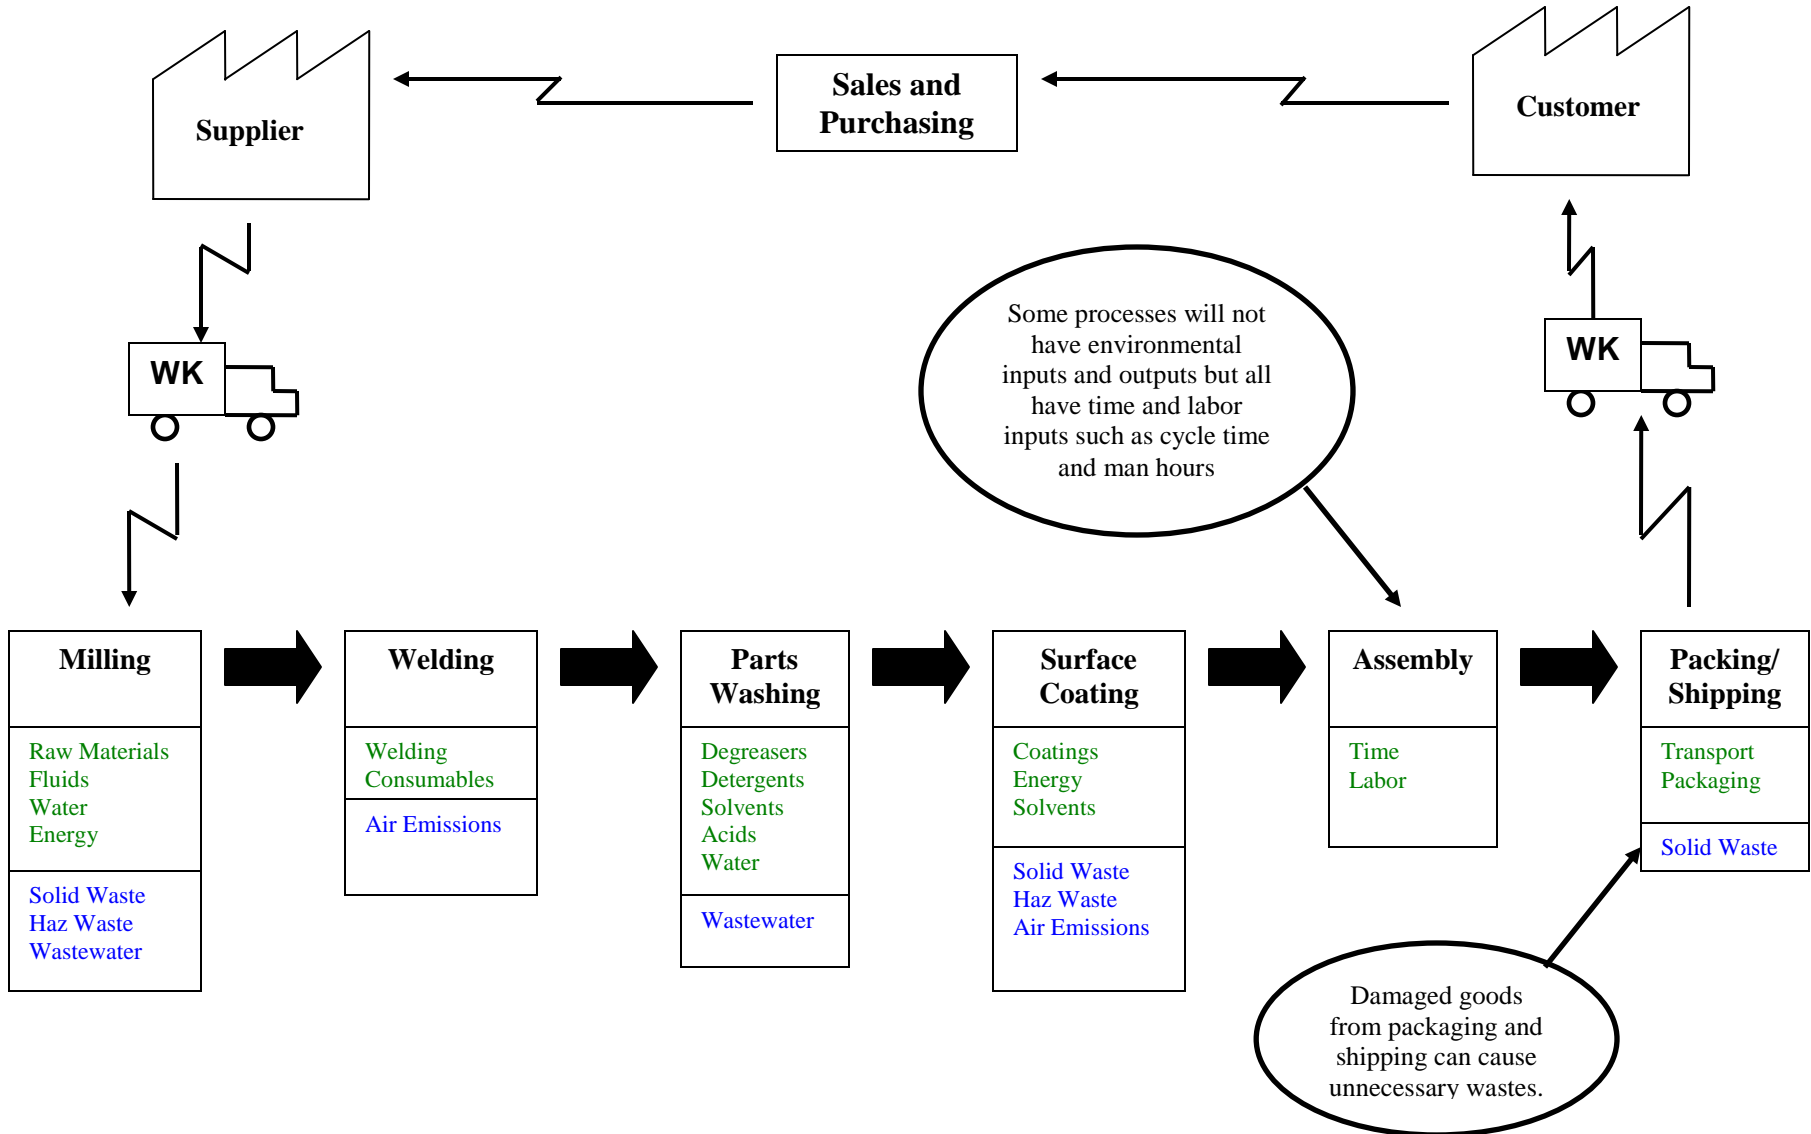 Supplier
Sales and
Purchasing
Customer
WK
WK
Some processes will not
have environmental
inputs and outputs but all
have time and labor
inputs such as cycle time
and man hours
Milling
Raw Materials
Fluids
Water
Energy
Solid Waste
Haz Waste
Wastewater
Welding
Welding
Consumables
Air Emissions
Parts
Washing
Degreasers
Detergents
Solvents
Acids
Water
Wastewater
Surface
Coating
Coatings
Energy
Solvents
Solid Waste
Haz Waste
Air Emissions
Assembly
Time
Labor
Packing/
Shipping
Transport
Packaging
Solid Waste
Damaged goods
from packaging and
shipping can cause
unnecessary wastes.